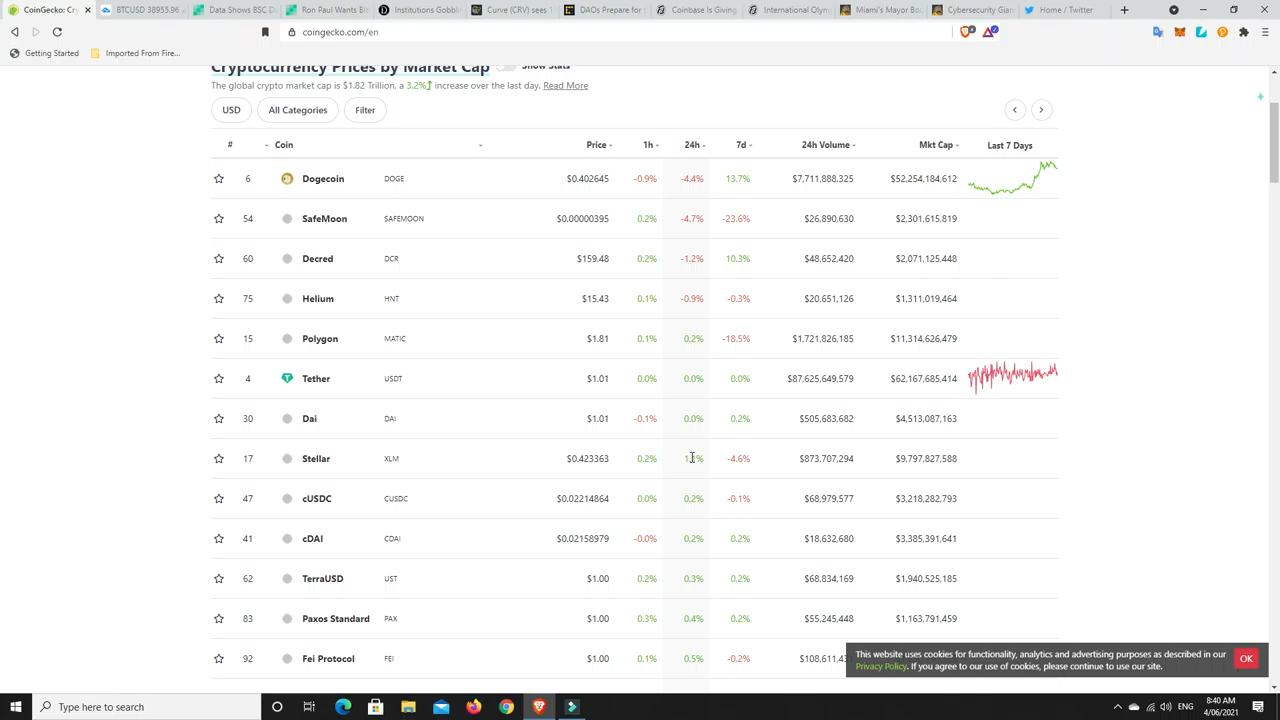 CoinGecko: Cry
BTCUSD 38955.96
Data Shows BSC D
Ron Paul Wants Bi
Institutions Gobbl
Curve (CRV) sees 1
DAOs Prepare for
Coinbase Is Giving
International Olym
Miami's Mayor Bou
Cybersecurity Gian
Home / Twitter
coingecko.com/en
Getting Started
Imported From Fire...
Cryptocurrency Prices by Market Cap Show Stats
The global crypto market cap is $1.82 Trillion, a 3.2% increase over the last day. Read More
USD All Categories Filter
# Coin Price 1h 24h 7d 24h Volume Mkt Cap Last 7 Days
6 Dogecoin DOGE $0.402645 -0.9% -4.4% 13.7% $7,711,888,325 $52,254,184,612
54 SafeMoon SAFEMOON $0.00000395 0.2% -4.7% -23.6% $26,890,630 $2,301,615,819
60 Decred DCR $159.48 0.2% -1.2% 10.3% $48,652,420 $2,071,125,448
75 Helium HNT $15.43 0.1% -0.9% -0.3% $20,651,126 $1,311,019,464
15 Polygon MATIC $1.81 0.1% 0.2% -18.5% $1,721,826,185 $11,314,626,479
4 Tether USDT $1.01 0.0% 0.0% 0.0% $87,625,649,579 $62,167,685,414
30 Dai DAI $1.01 -0.1% 0.0% 0.2% $505,683,682 $4,513,087,163
17 Stellar XLM $0.423363 0.2% -4.6% $873,707,294 $9,797,827,588
47 cUSDC CUSDC $0.02214864 0.0% 0.2% -0.1% $68,979,577 $3,218,282,793
41 cDAI CDAI $0.02158979 -0.0% 0.2% 0.2% $18,632,680 $3,385,391,641
62 TerraUSD UST $1.00 0.2% 0.3% 0.2% $68,834,169 $1,940,525,185
83 Paxos Standard PAX $1.00 0.3% 0.4% 0.2% $55,245,448 $1,163,791,459
92 Fei Protocol FEI $1.00 0.1% 0.5% -0.2%
This website uses cookies for functionality, analytics and advertising purposes as described in our
Privacy Policy. If you agree to our use of cookies, please continue to use our site.
OK
Type here to search
ENG
8:40 AM
4/06/2021